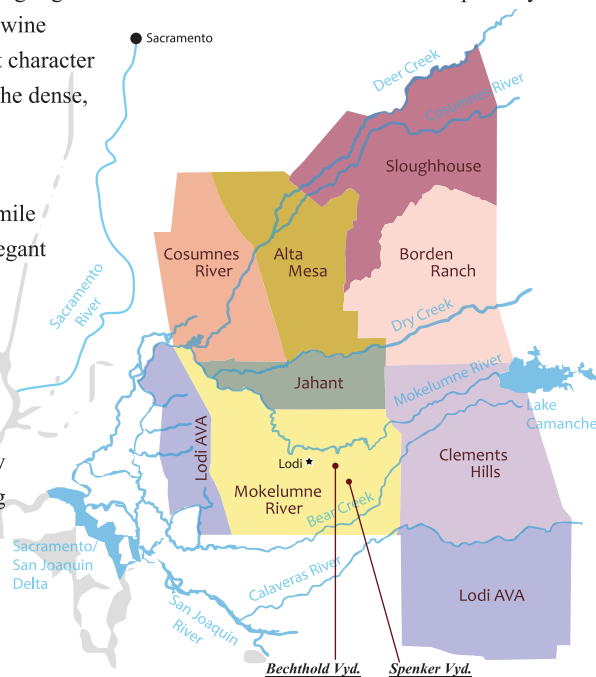 wine
Sacramento
character
he dense,
mile
egant
Deer Creek
Cosumnes River
Sloughhouse
Cosumnes
River
Alta
Mesa
Borden
Ranch
Sacramento
River
Dry Creek
Jahant
Mokelumne River
Lake
Camanche
Lodi AVA
Clements
Hills
Lodi
Mokelumne
River
Bear Creek
Sacramento/
San Joaquin
Delta
Calaveras River
San Joaquin
River
Lodi AVA
Bechthold Vyd.
Spenker Vyd.